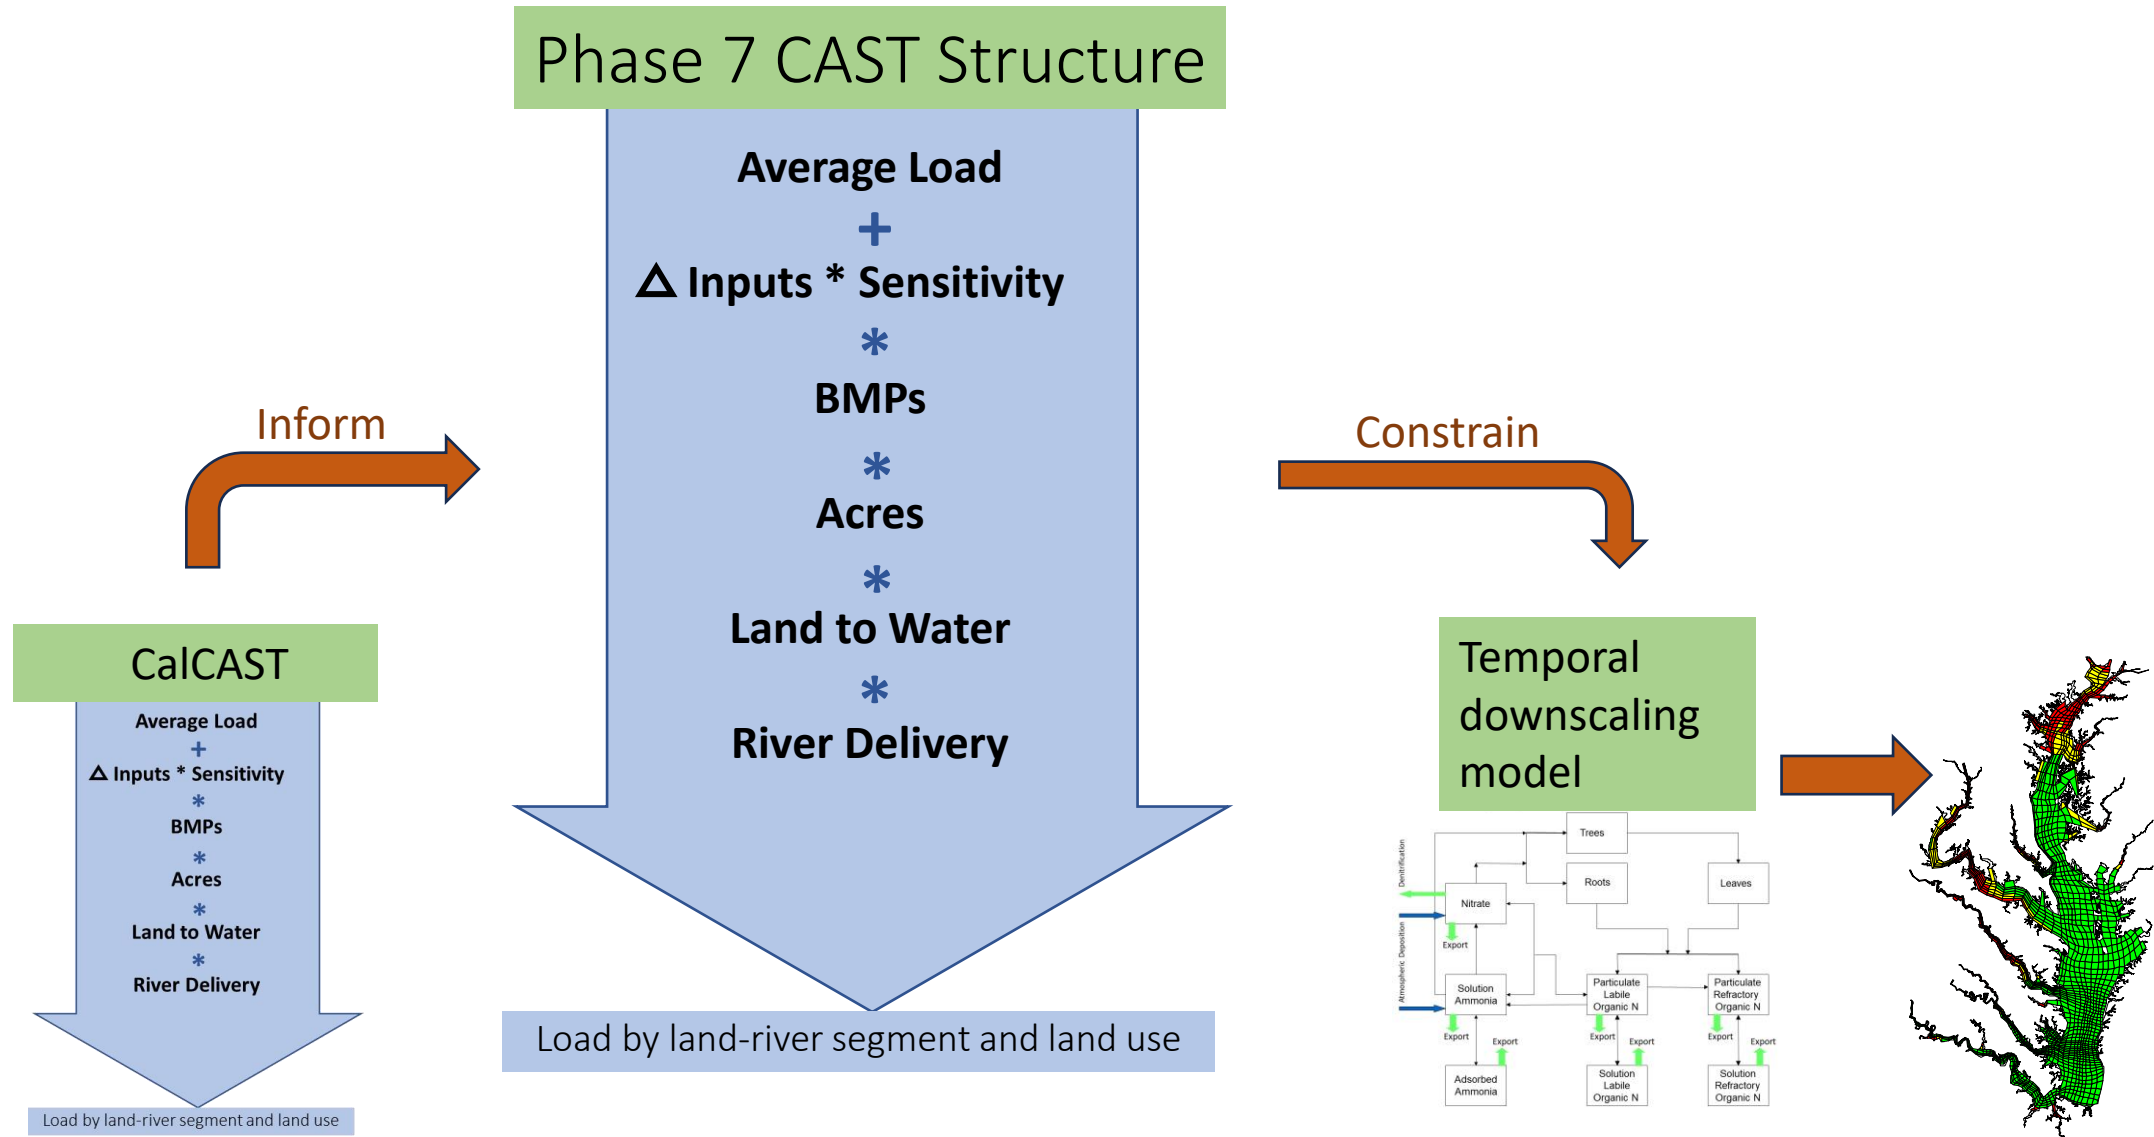 Phase 7 CAST Structure
Average Load
+
Δ Inputs * Sensitivity
*
BMPs
*
Acres
*
Land to Water
*
River Delivery
Load by land-river segment and land use
Inform
Constrain
CalCAST
Average Load
+
Δ Inputs * Sensitivity
*
BMPs
*
Acres
*
Land to Water
*
River Delivery
Load by land-river segment and land use
Temporal
downscaling
model
Trees
Roots
Leaves
Denitrification
Nitrate
Export
Atmospheric Deposition
Solution
Ammonia
Particulate
Labile
Organic N
Particulate
Refractory
Organic N
Export
Export
Export
Export
Export
Export
Adsorbed
Ammonia
Solution
Labile
Organic N
Solution
Refractory
Organic N